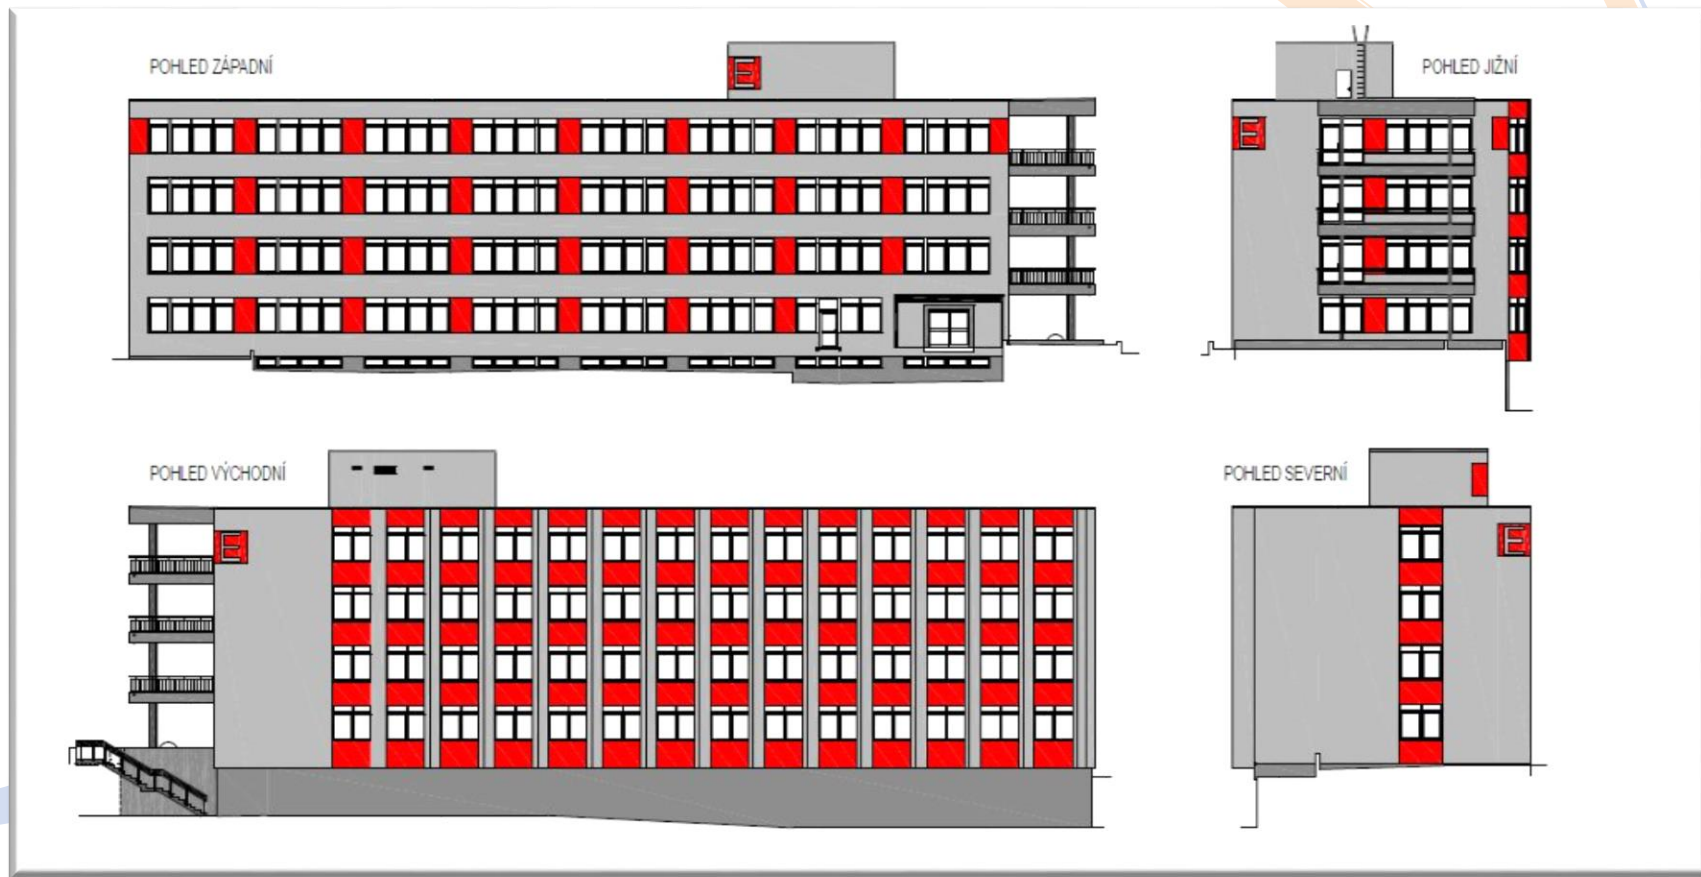 POHLED ZÁPADNÍ
E
POHLED JIŽNÍ
E
POHLED VÝCHODNÍ
E
POHLED SEVERNÍ
E